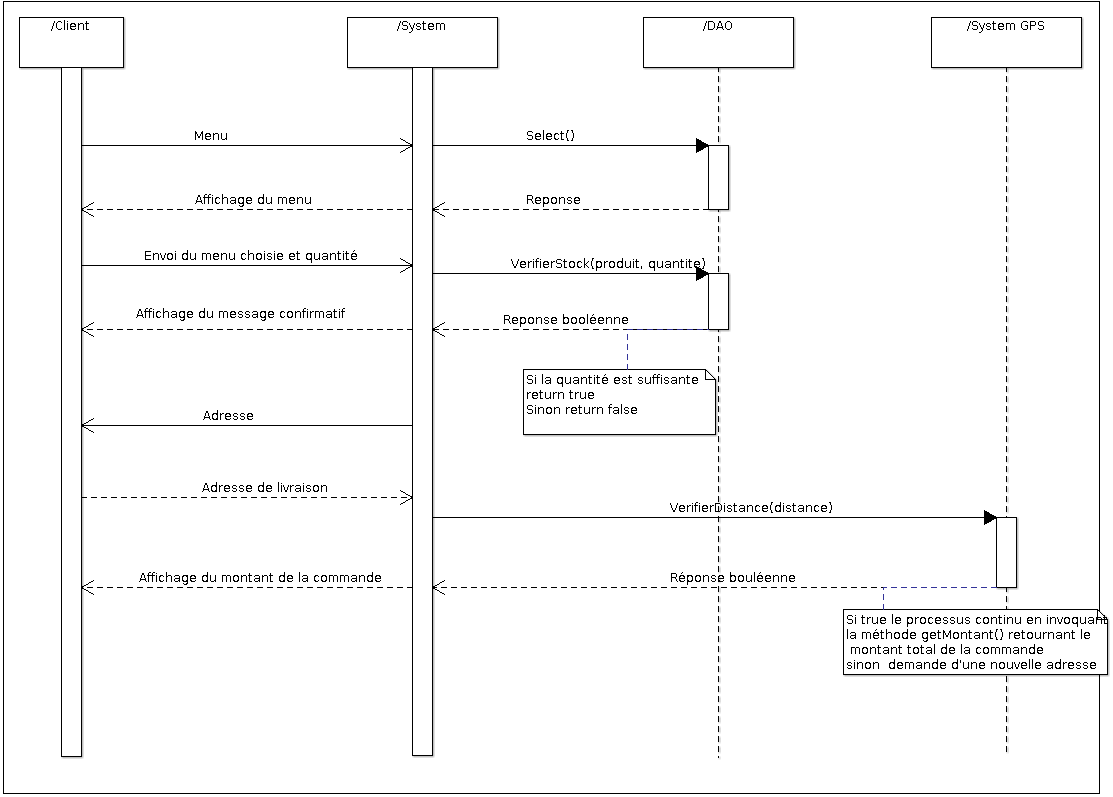 /Client
/System
/DAO
/System GPS
Menu
Select()
Affichage du menu
Reponse
Envoi du menu choisie et quantité
VerifierStock(produit, quantite)
Affichage du message confirmatif
Reponse booléenne
Si la quantité est suffisante
return true
Sinon return false
Adresse
Adresse de livraison
VerifierDistance(distance)
Affichage du montant de la commande
Réponse bouléenne
Si true le processus continu en invoquant
la méthode getMontant() retournant le
montant total de la commande
sinon demande d'une nouvelle adresse